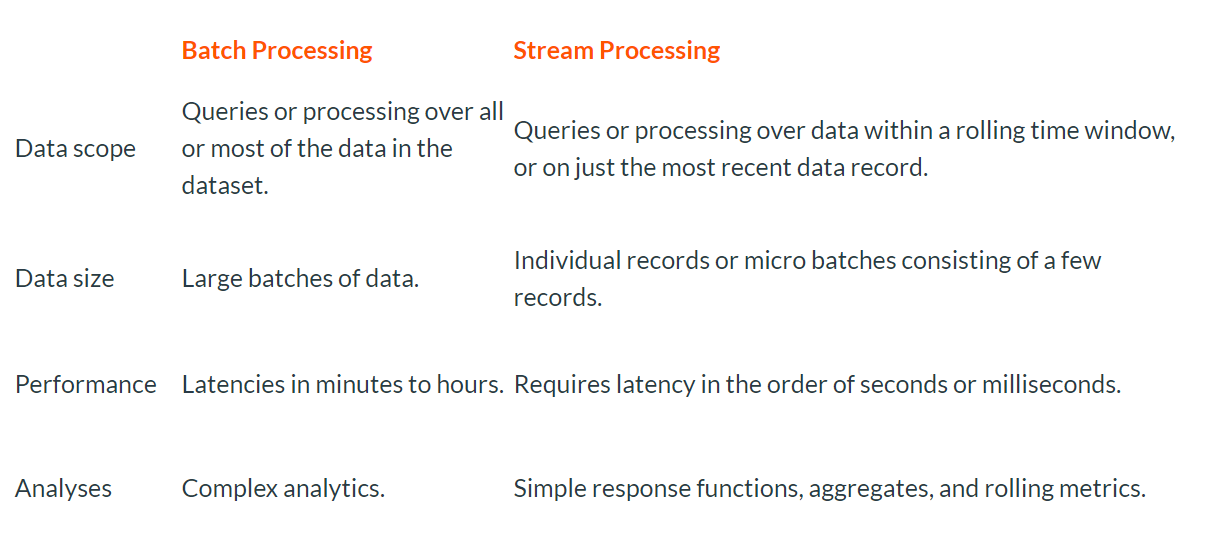 Batch Processing Stream Processing
Data scope
Queries or processing over all
or most of the data in the
dataset.
Queries or processing over data within a rolling time window,
or on just the most recent data record.
Data size
Large batches of data.
Individual records or micro batches consisting of a few
records.
Performance
Latencies in minutes to hours.
Requires latency in the order of seconds or milliseconds.
Analyses
Complex analytics.
Simple response functions, aggregates, and rolling metrics.